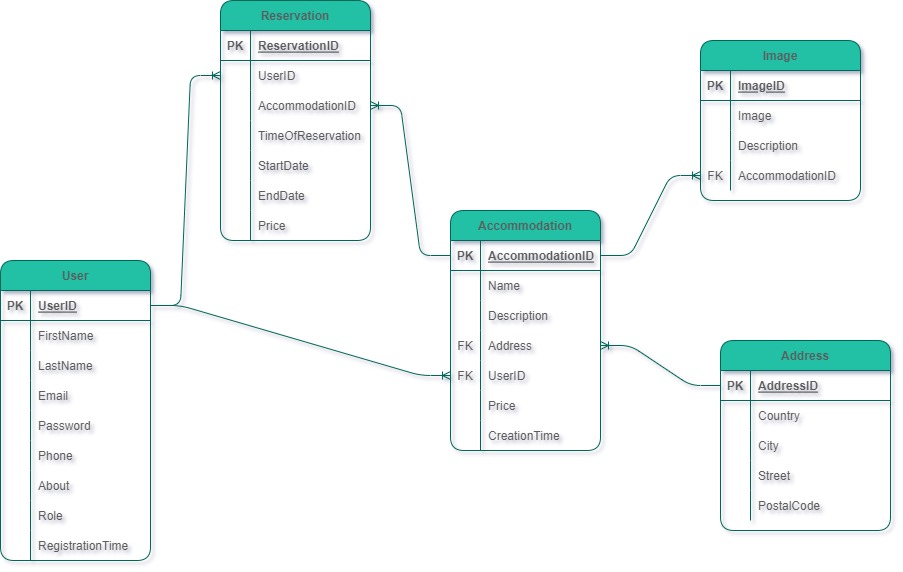 Reservation
PK ReservationID
UserID
AccommodationID
TimeOfReservation
StartDate
EndDate
Price
Image
PK ImageID
Image
Description
FK AccommodationID
Accommodation
PK AccommodationID
Name
Description
FK Address
FK UserID
Price
CreationTime
User
PK UserID
FirstName
LastName
Email
Password
Phone
About
Role
RegistrationTime
Address
PK AddressID
Country
City
Street
PostalCode